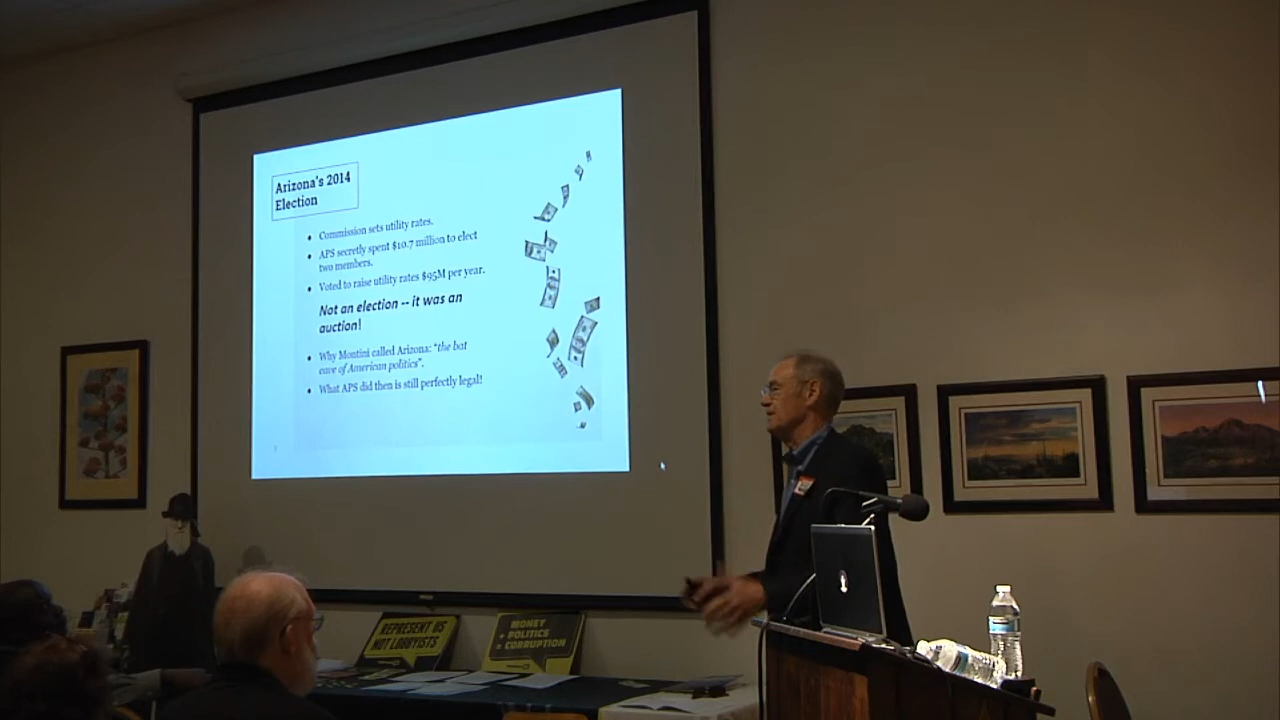 Arizona's 2014
Election
• Commission sets utility rates.
• APS secretly spent $10.7 million to elect
two members.
• Voted to raise utility rates $95M per year.
Not an election -- it was an
auction!
• Why Montini called Arizona: "the bat
cave of American politics".
• What APS did then is still perfectly legal!
REPRESENT US
NOT LOBBYISTS
MONEY
+ POLITICS
= CORRUPTION